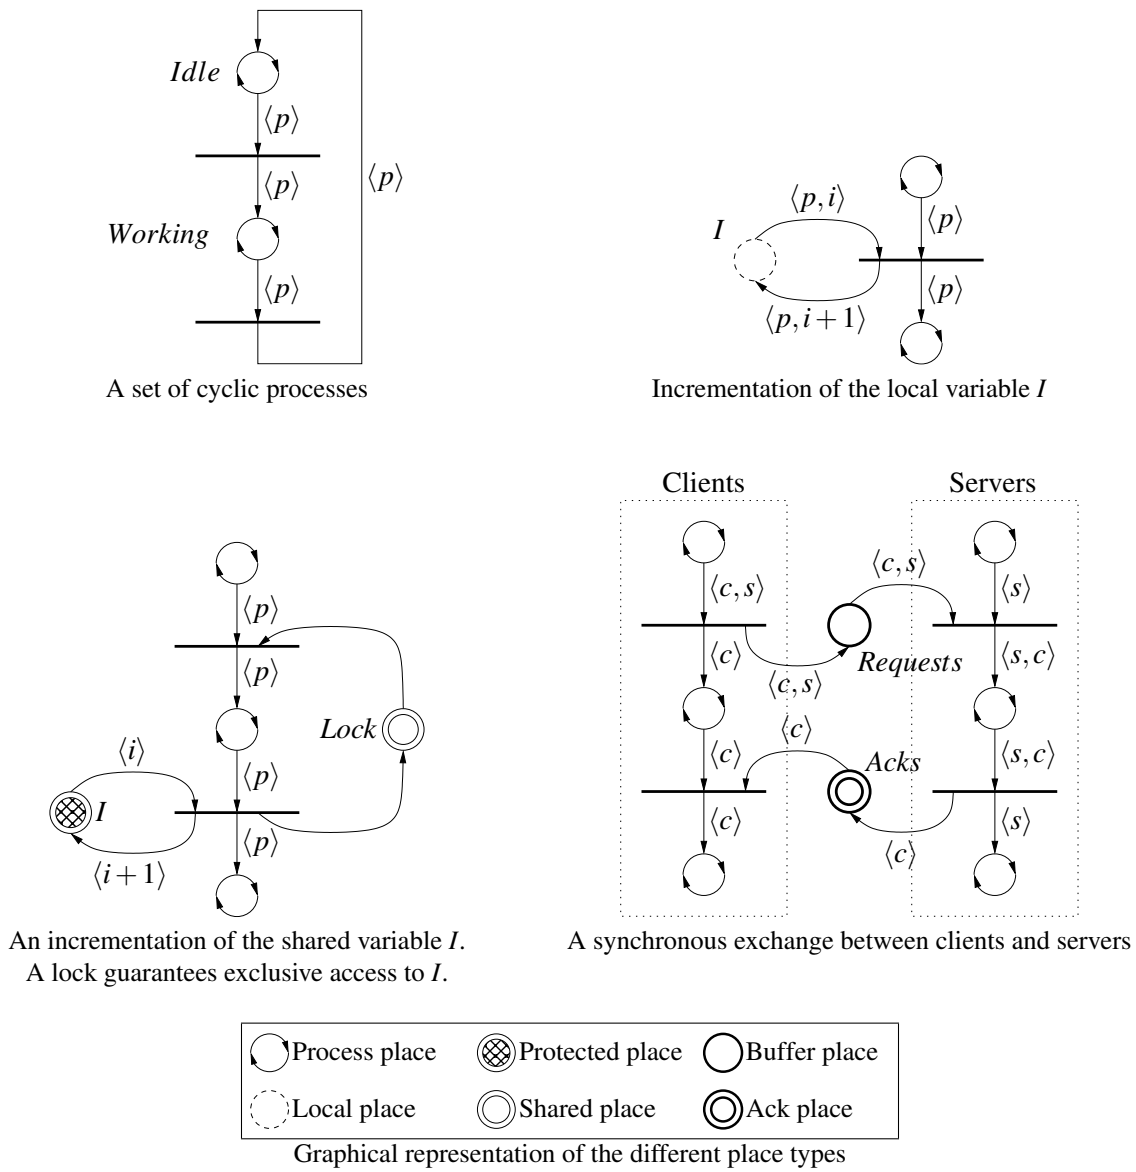 Idle
⟨p⟩
⟨p⟩
⟨p⟩
Working
⟨p⟩
A set of cyclic processes
⟨p, i⟩
I
⟨p⟩
⟨p⟩
⟨p, i + 1⟩
Incrementation of the local variable I
⟨p⟩
⟨p⟩
Lock
⟨i⟩
⟨p⟩
I
⟨p⟩
⟨i + 1⟩
An incrementation of the shared variable I.
A lock guarantees exclusive access to I.
Clients
Servers
⟨c, s⟩
⟨c, s⟩
⟨s⟩
⟨c⟩
Requests
⟨s, c⟩
⟨c, s⟩
⟨c⟩
⟨c⟩
Acks
⟨s, c⟩
⟨c⟩
⟨s⟩
⟨c⟩
A synchronous exchange between clients and servers
Process place
Protected place
Buffer place
Local place
Shared place
Ack place
Graphical representation of the different place types